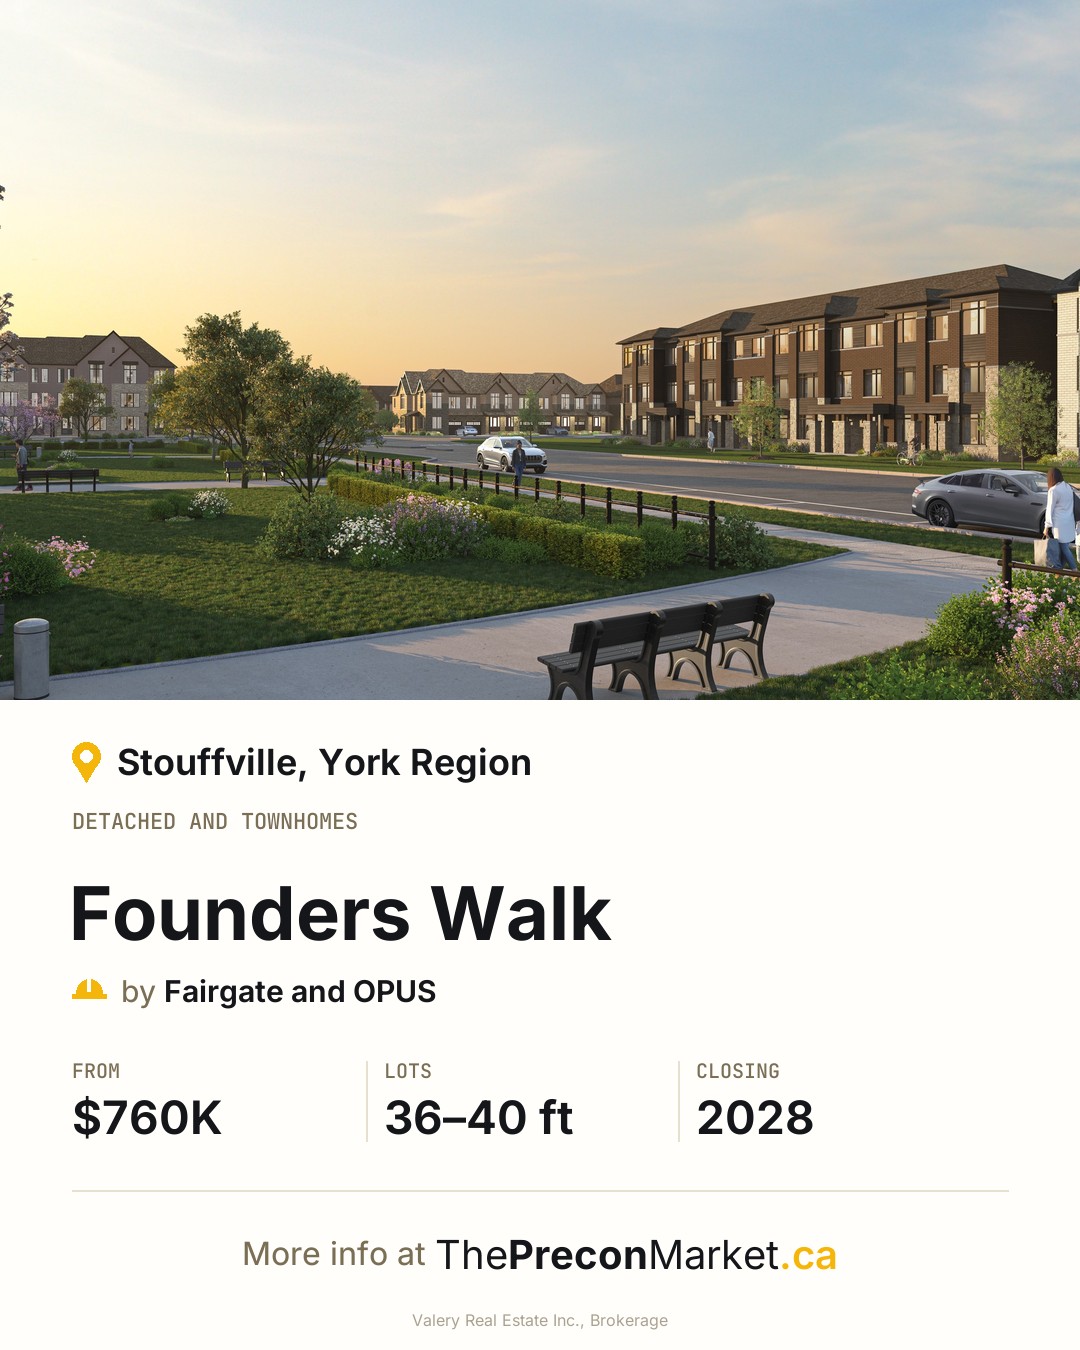 Stouffville, York Region
DETACHED AND TOWNHOMES
Founders Walk
by Fairgate and OPUS
FROM
$760K
LOTS
36–40 ft
CLOSING
2028
More info at ThePreconMarket.ca
Valery Real Estate Inc., Brokerage